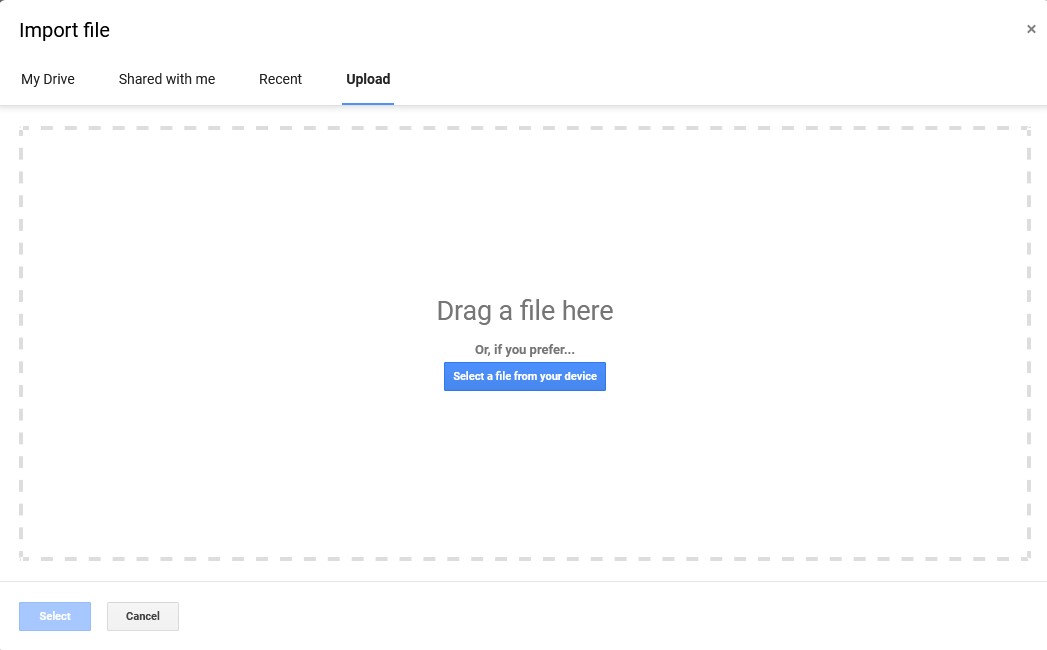 Import file
×
My Drive
Shared with me
Recent
Upload
Drag a file here
Or, if you prefer...
Select a file from your device
Select
Cancel